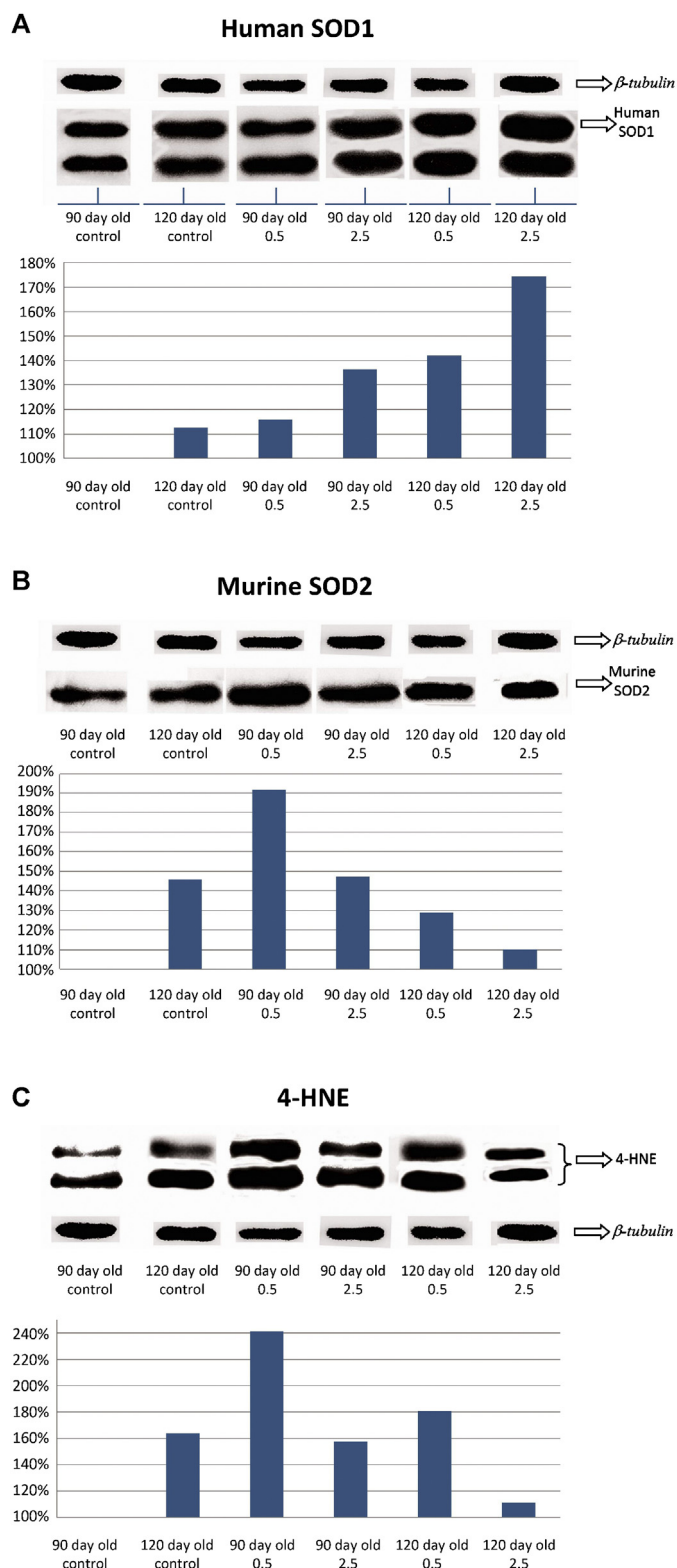 A
Human SOD1
β-tubulin
Human
SOD1
90 day old 120 day old 90 day old 90 day old 120 day old 120 day old
control control 0.5 2.5 0.5 2.5
180%
170%
160%
150%
140%
130%
120%
110%
100%
90 day old 120 day old 90 day old 90 day old 120 day old 120 day old
control control 0.5 2.5 0.5 2.5
B
Murine SOD2
β-tubulin
Murine
SOD2
90 day old 120 day old 90 day old 90 day old 120 day old 120 day old
control control 0.5 2.5 0.5 2.5
200%
190%
180%
170%
160%
150%
140%
130%
120%
110%
100%
90 day old 120 day old 90 day old 90 day old 120 day old 120 day old
control control 0.5 2.5 0.5 2.5
C
4-HNE
4-HNE
β-tubulin
90 day old 120 day old 90 day old 90 day old 120 day old 120 day old
control control 0.5 2.5 0.5 2.5
240%
220%
200%
180%
160%
140%
120%
100%
90 day old 120 day old 90 day old 90 day old 120 day old 120 day old
control control 0.5 2.5 0.5 2.5